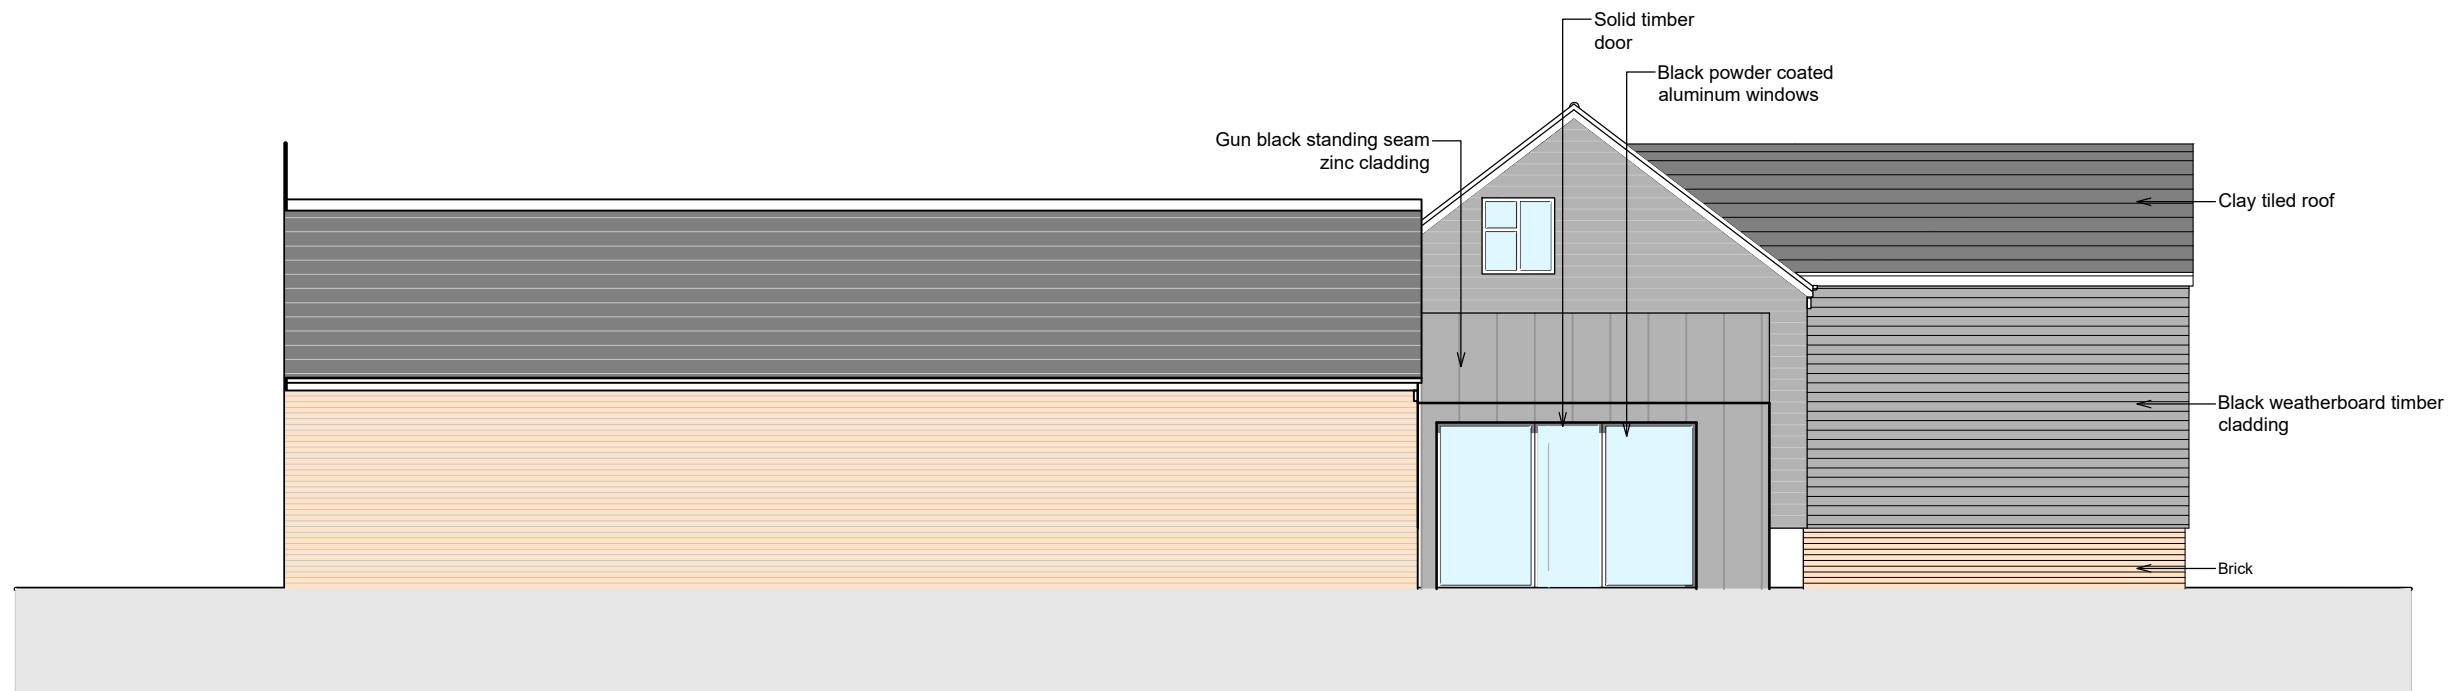 Solid timber
door
Black powder coated
aluminum windows
Gun black standing seam
zinc cladding
Clay tiled roof
Black weatherboard timber
cladding
Brick